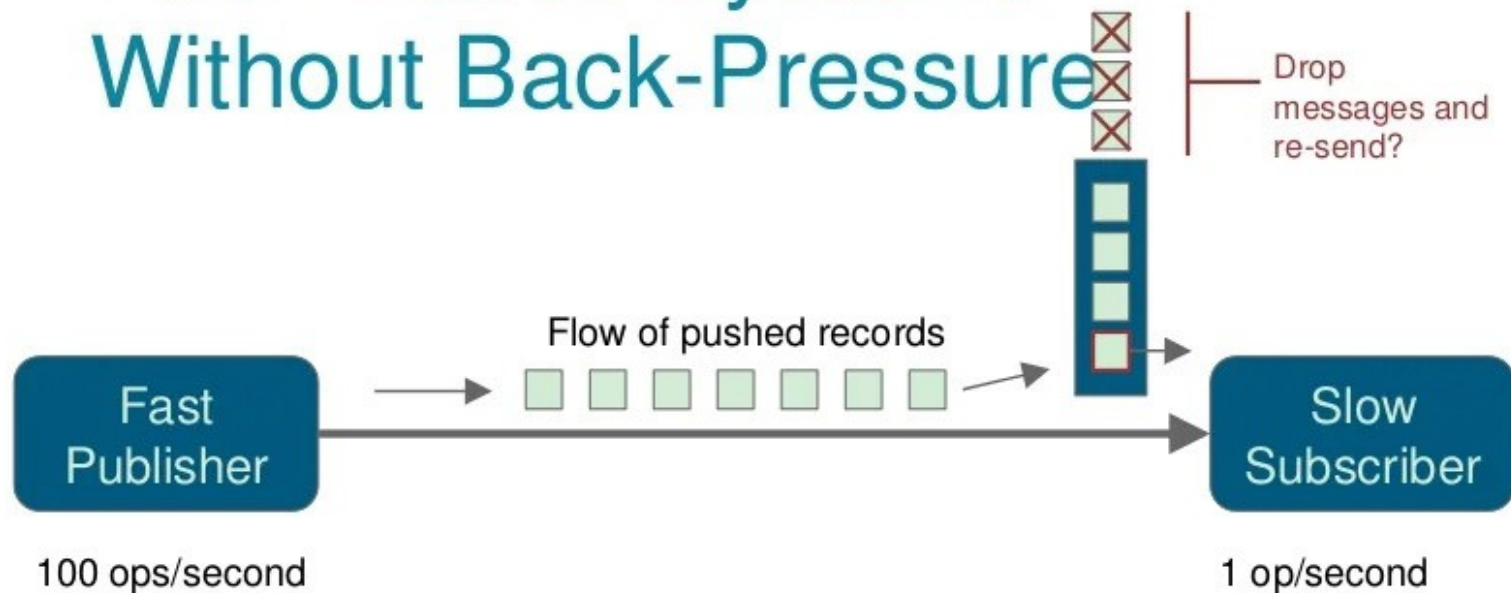 Without Back-Pressure
Drop
messages and
re-send?
Flow of pushed records
Fast
Publisher
Slow
Subscriber
100 ops/second
1 op/second